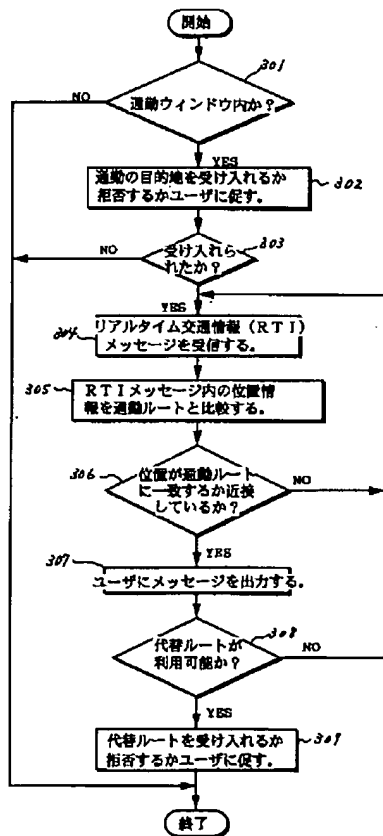 開始
301
通勤ウィンドウ内か?
NO
YES
302
通勤の目的地を受け入れるか
拒否するかユーザに促す。
303
NO
受け入れら
れたか?
YES
304
リアルタイム交通情報(RTI)
メッセージを受信する。
305
RTIメッセージ内の位置情
報を通勤ルートと比較する。
306
位置が通勤ルート
に一致するか近接
しているか?
NO
YES
307
ユーザにメッセージを出力する。
308
代替ルートが
利用可能か?
NO
YES
309
代替ルートを受け入れるか
拒否するかユーザに促す。
終了